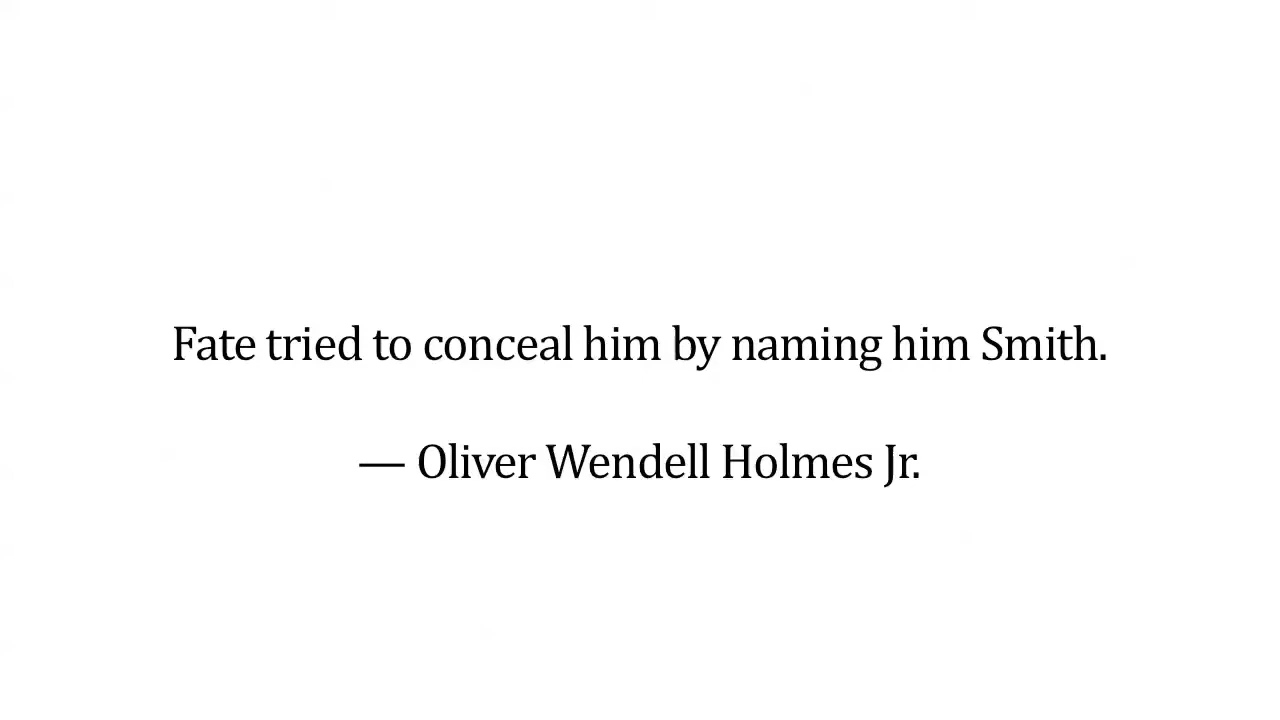 Fate tried to conceal him by naming him Smith.
— Oliver Wendell Holmes Jr.